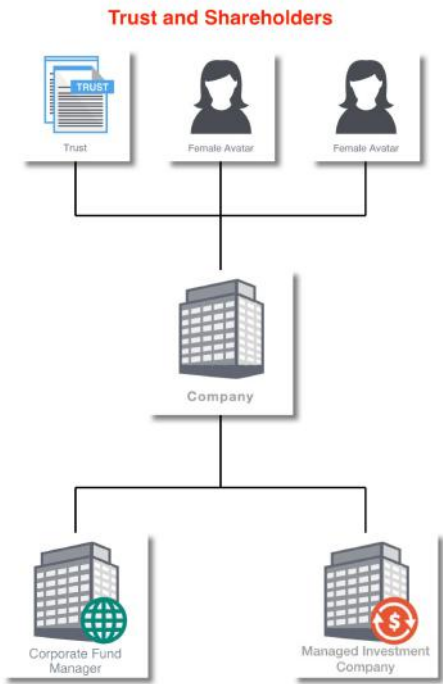 Trust and Shareholders
TRUST
Trust
Female Avatar
Female Avatar
Company
Corporate Fund
Manager
$
Managed Investment
Company